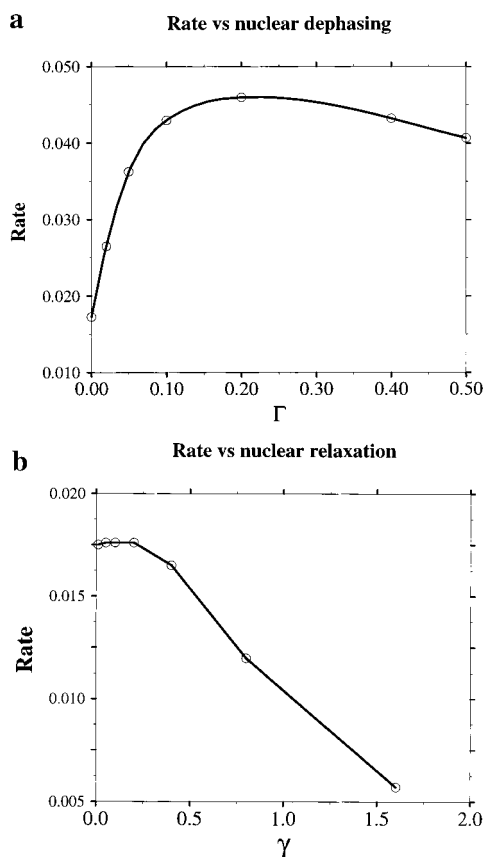 a
Rate vs nuclear dephasing
0.050
0.040
0.030
0.020
0.010
Rate
0.00 0.10 0.20 0.30 0.40 0.50
Γ
b
Rate vs nuclear relaxation
0.020
0.015
0.010
0.005
Rate
0.0 0.5 1.0 1.5 2.0
γ